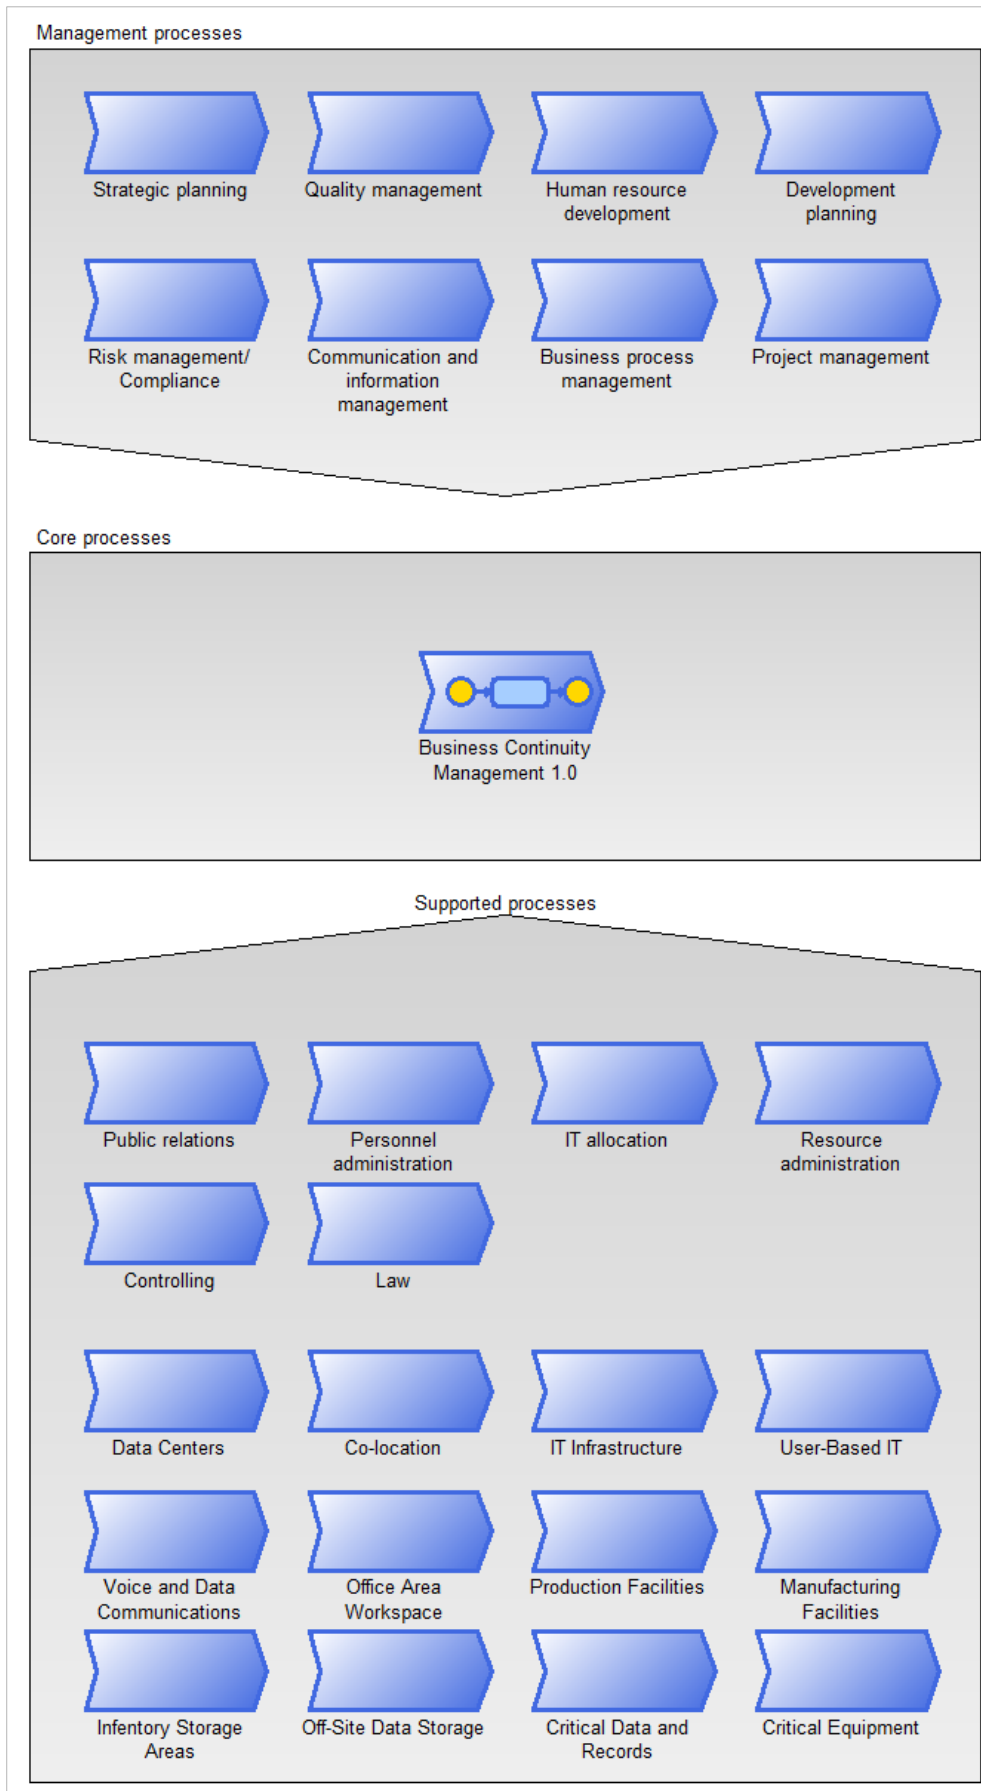 Management processes
Strategic planning
Quality management
Human resource
development
Development
planning
Risk management/
Compliance
Communication and
information
management
Business process
management
Project management
Core processes
Business Continuity
Management 1.0
Supported processes
Public relations
Personnel
administration
IT allocation
Resource
administration
Controlling
Law
Data Centers
Co-location
IT Infrastructure
User-Based IT
Voice and Data
Communications
Office Area
Workspace
Production Facilities
Manufacturing
Facilities
Infentory Storage
Areas
Off-Site Data Storage
Critical Data and
Records
Critical Equipment